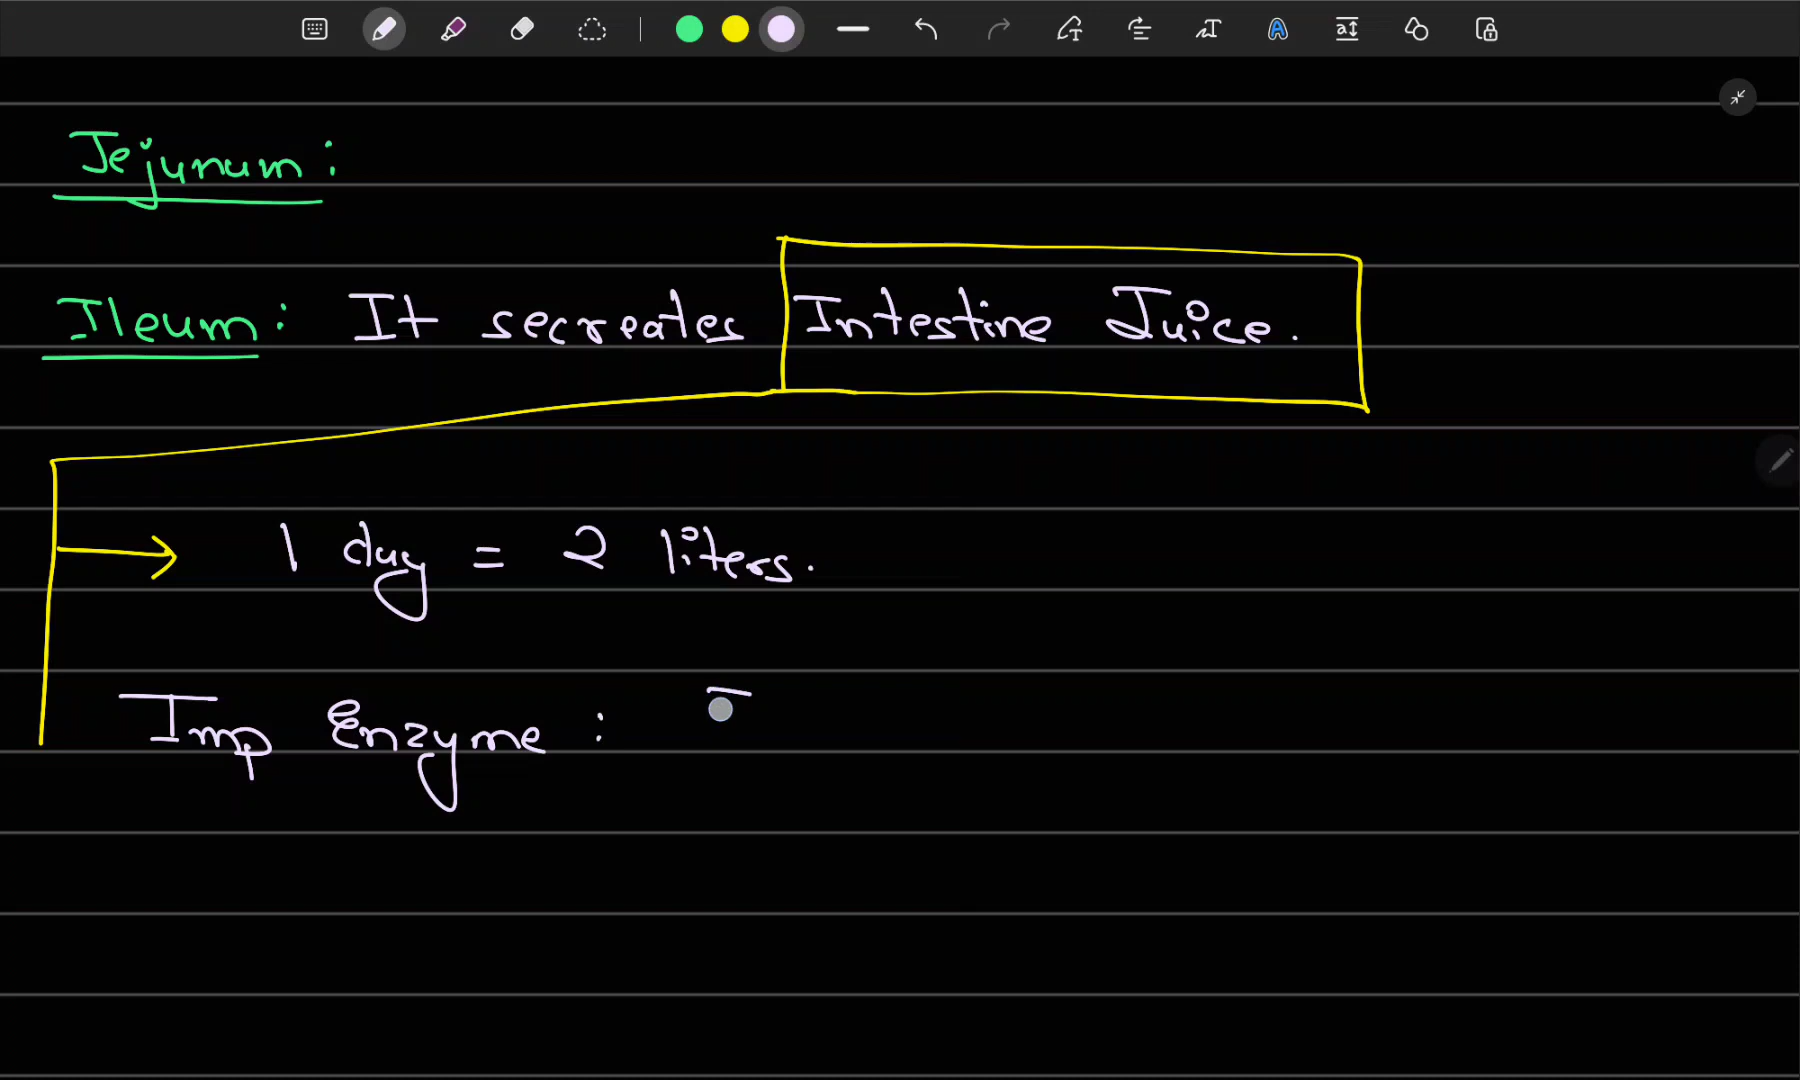 Jejunum :
Ileum : It secreates Intestine Juice.
1 day = 2 liters.
Imp Enzyme :